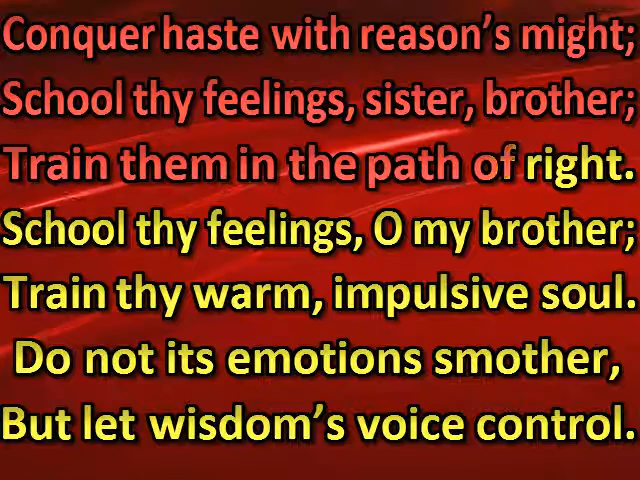 Conquer haste with reason's might;
School thy feelings, sister, brother;
Train them in the path of right.
School thy feelings, O my brother;
Train thy warm, impulsive soul.
Do not its emotions smother,
But let wisdom's voice control.